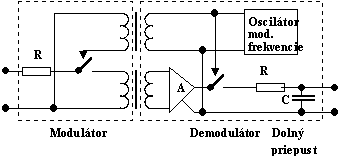 Oscilátor
mod.
frekvencie
R
A
R
C
Modulátor
Demodulátor
Dolný
priepust